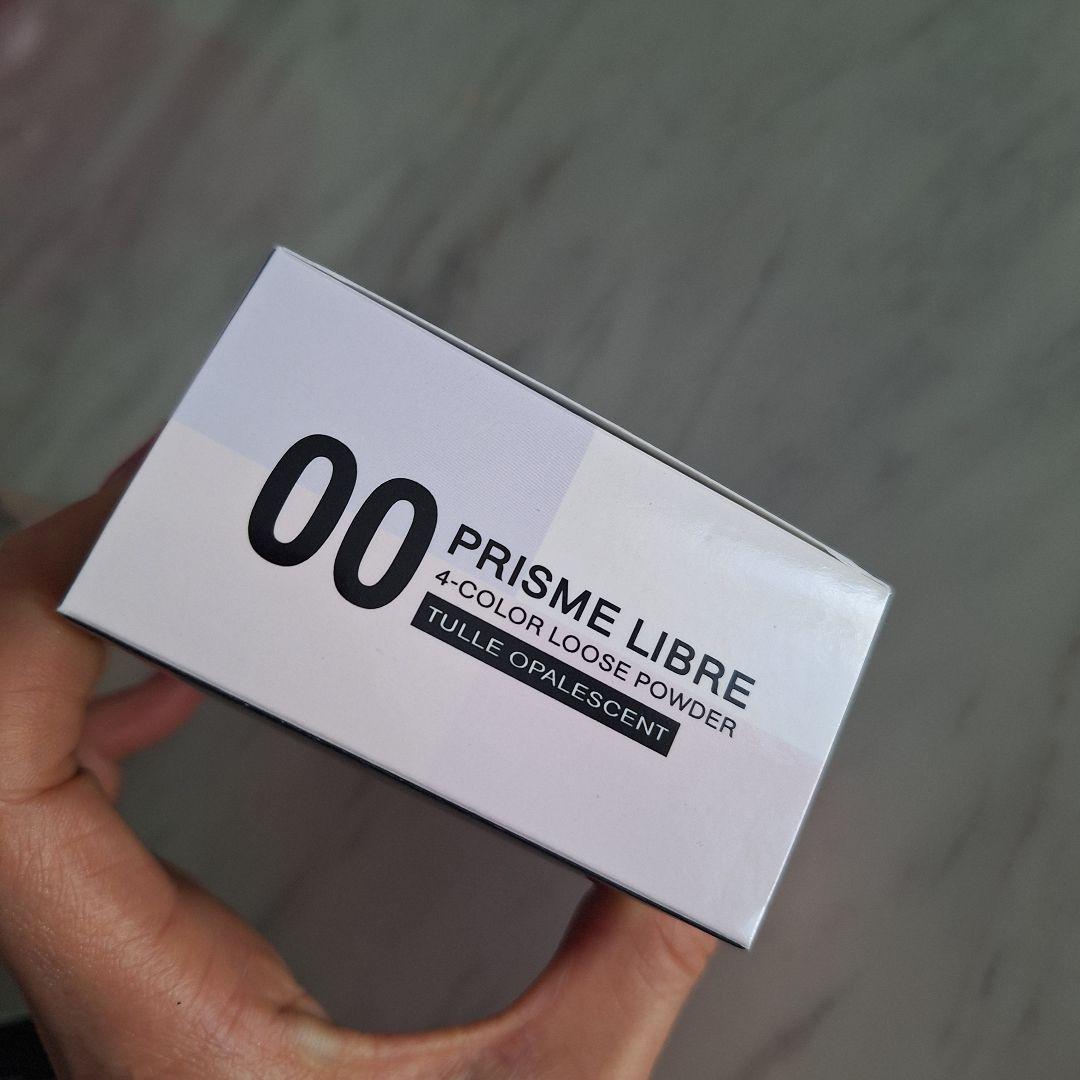 00
PRISME LIBRE
4-COLOR LOOSE POWDER
TULLE OPALESCENT